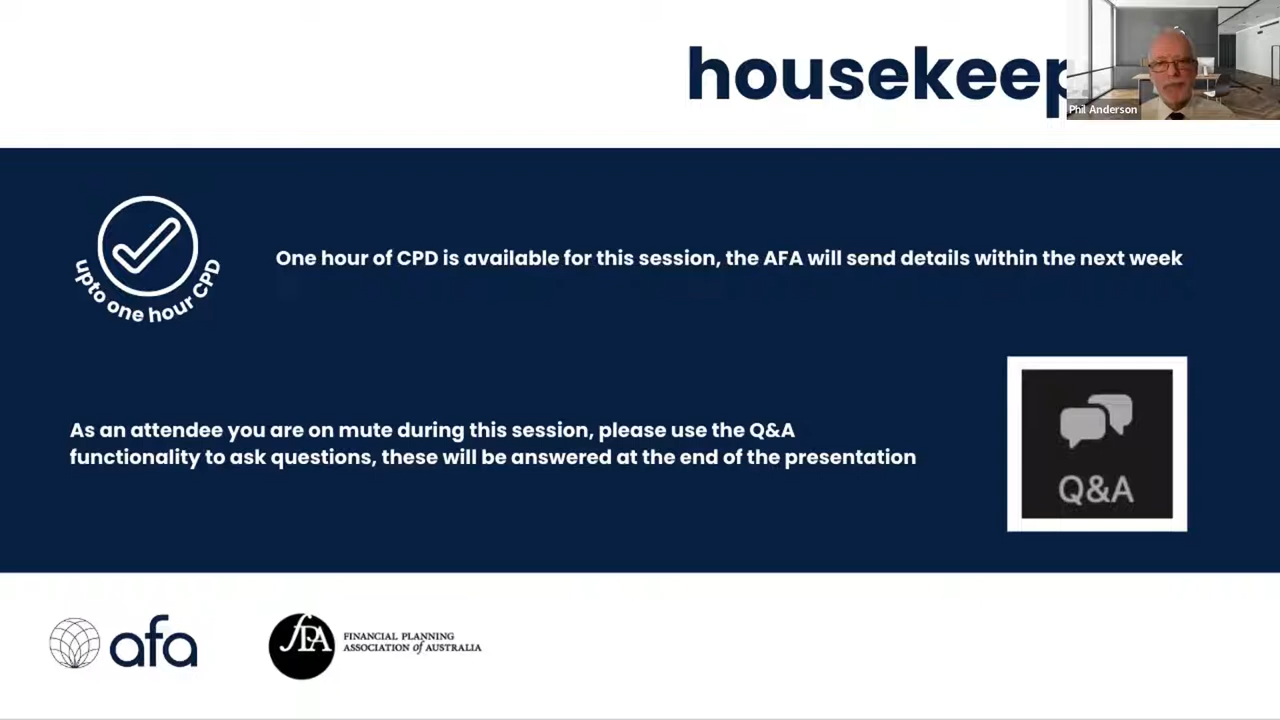 housekeep
Phil Anderson
upto one hour CPD
One hour of CPD is available for this session, the AFA will send details within the next week
As an attendee you are on mute during this session, please use the Q&A
functionality to ask questions, these will be answered at the end of the presentation
Q&A
afa
FPA
FINANCIAL PLANNING
ASSOCIATION of AUSTRALIA